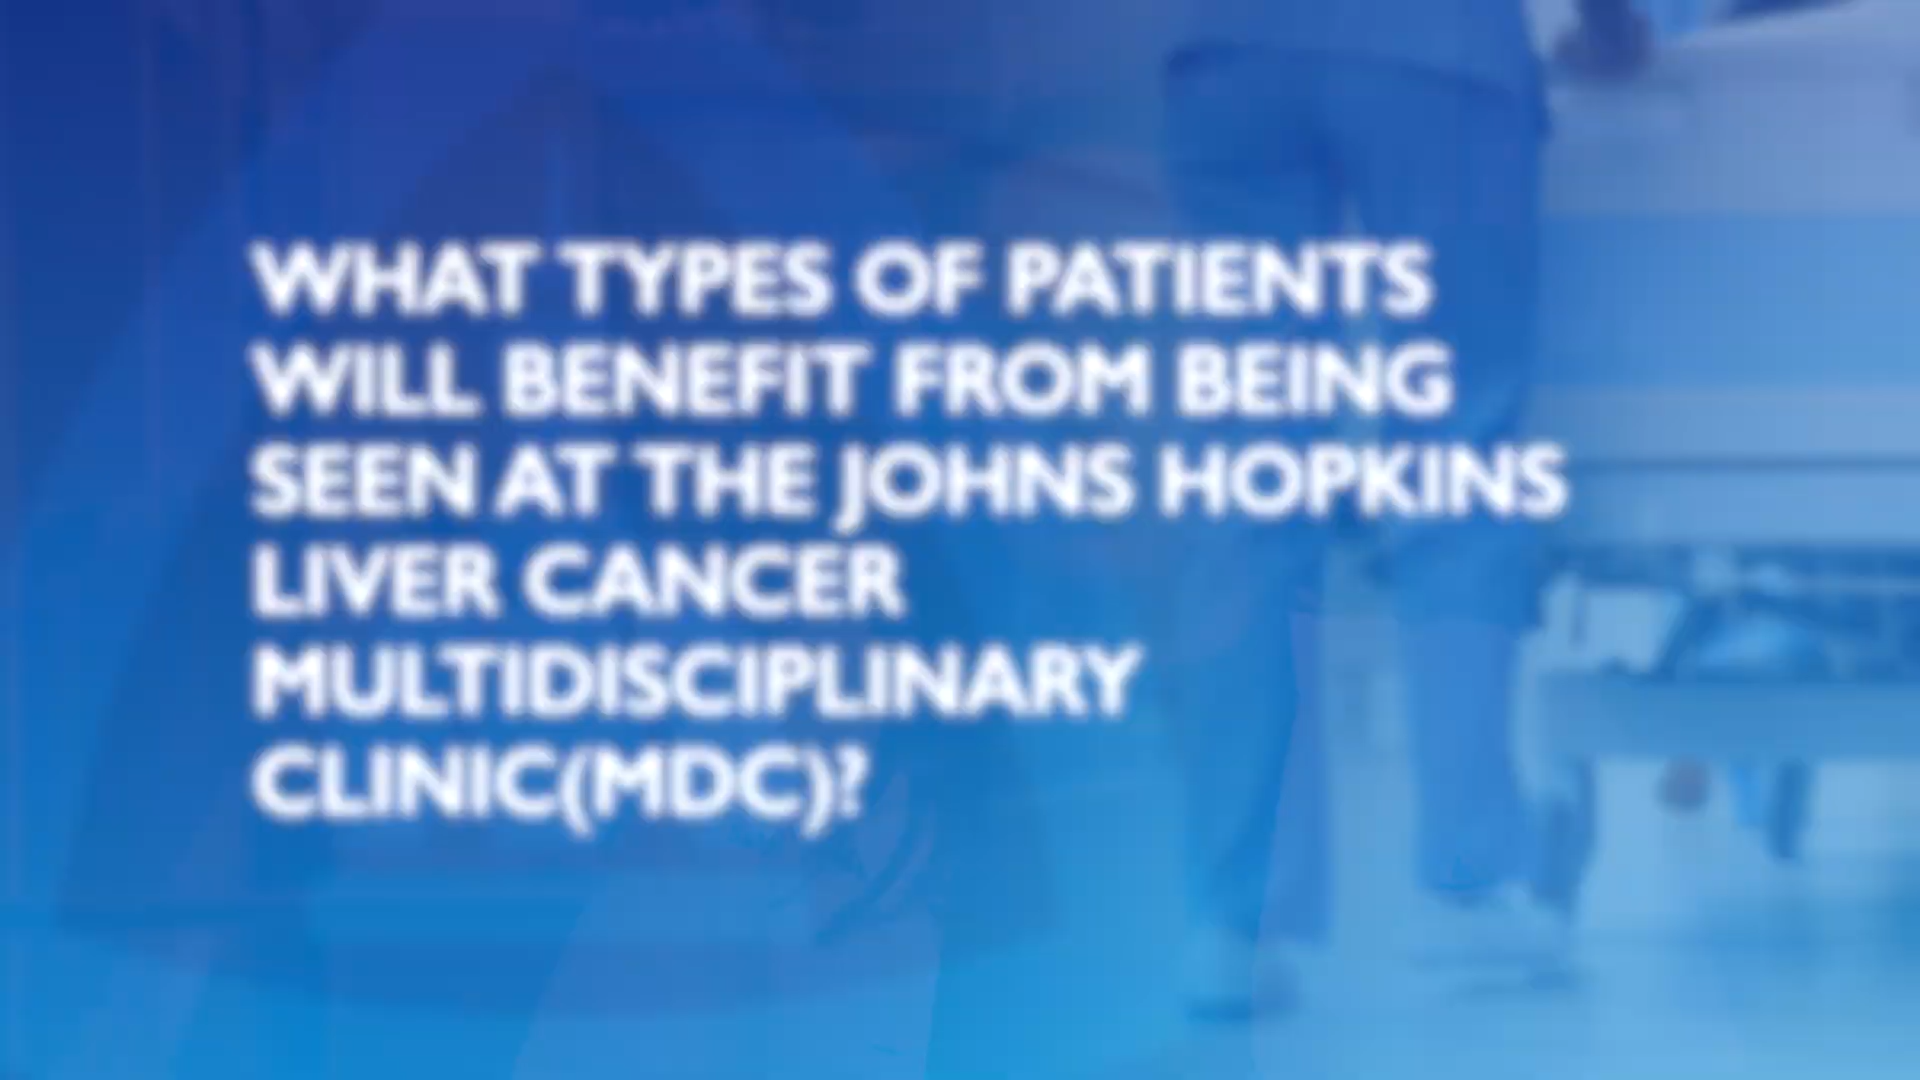 WHAT TYPES OF PATIENTS
WILL BENEFIT FROM BEING
SEEN AT THE JOHNS HOPKINS
LIVER CANCER
MULTIDISCIPLINARY
CLINIC(MDC)?